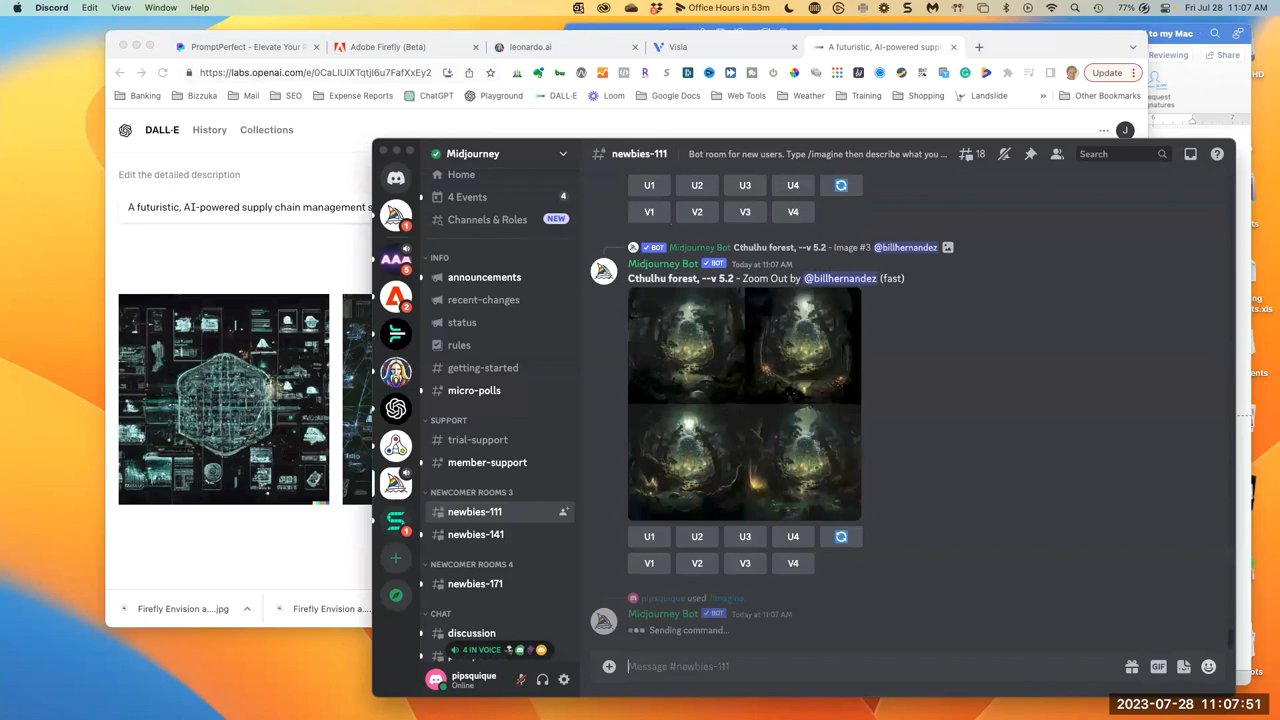 Discord Edit View Window Help
Office Hours in 53m
77%
Fri Jul 28 11:07 AM
PromptPerfect - Elevate Your
Adobe Firefly (Beta)
leonardo.ai
Visla
A futuristic, AI-powered suppl
to my Mac
Reviewing
Share
https://labs.openai.com/e/0CaLIUiXTqtjI6u7FafXxEy2
Update
Banking
Bizzuka
Mail
SEO
Expense Reports
ChatGPT
Playground
DALL-E
Loom
Google Docs
Web Tools
Weather
Training
Shopping
Landslide
»
Other Bookmarks
DALL·E
History
Collections
Edit the detailed description
A futuristic, AI-powered supply chain management s
Firefly Envision a....jpg
Firefly Envision a...
Midjourney
Home
4 Events
4
Channels & Roles
NEW
INFO
announcements
recent-changes
status
rules
getting-started
micro-polls
SUPPORT
trial-support
member-support
NEWCOMER ROOMS 3
newbies-111
newbies-141
NEWCOMER ROOMS 4
newbies-171
CHAT
discussion
4 IN VOICE
pipsquique
Online
newbies-111
Bot room for new users. Type /imagine then describe what you ...
18
Search
U1 U2 U3 U4
V1 V2 V3 V4
BOT Midjourney Bot Cthulhu forest, --v 5.2 - Image #3 @billhernandez
Midjourney Bot BOT Today at 11:07 AM
Cthulhu forest, --v 5.2 - Zoom Out by @billhernandez (fast)
U1 U2 U3 U4
V1 V2 V3 V4
pipsquique used /imagine
Midjourney Bot BOT Today at 11:07 AM
Sending command...
Message #newbies-111
GIF
2023-07-28 11:07:51